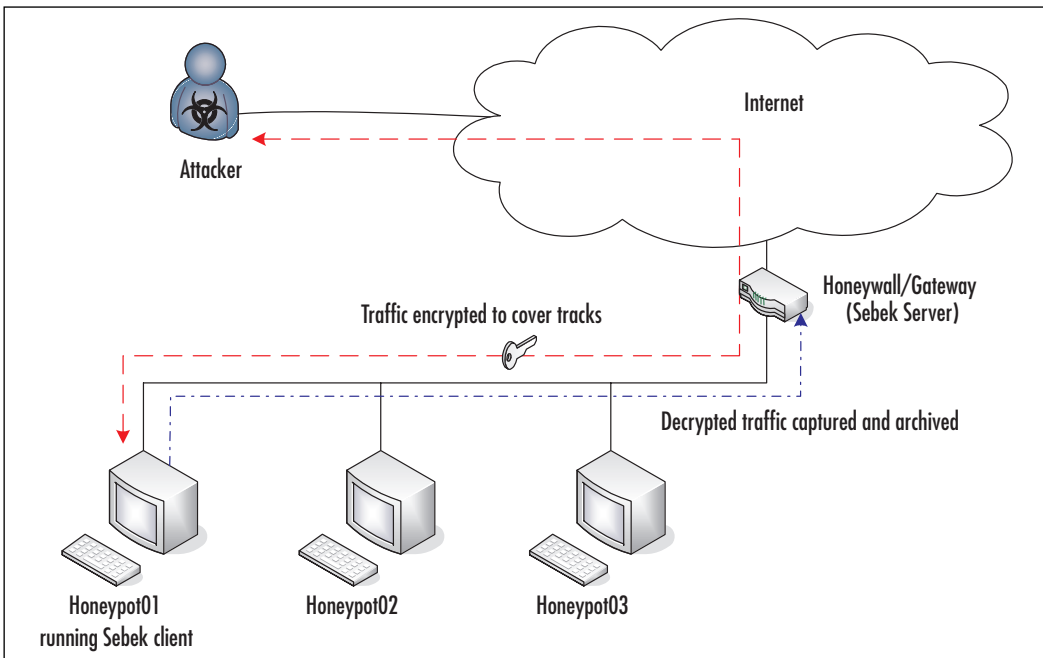 Internet
Attacker
Honeywall/Gateway
(Sebek Server)
Traffic encrypted to cover tracks
Decrypted traffic captured and archived
Honeypot01
running Sebek client
Honeypot02
Honeypot03